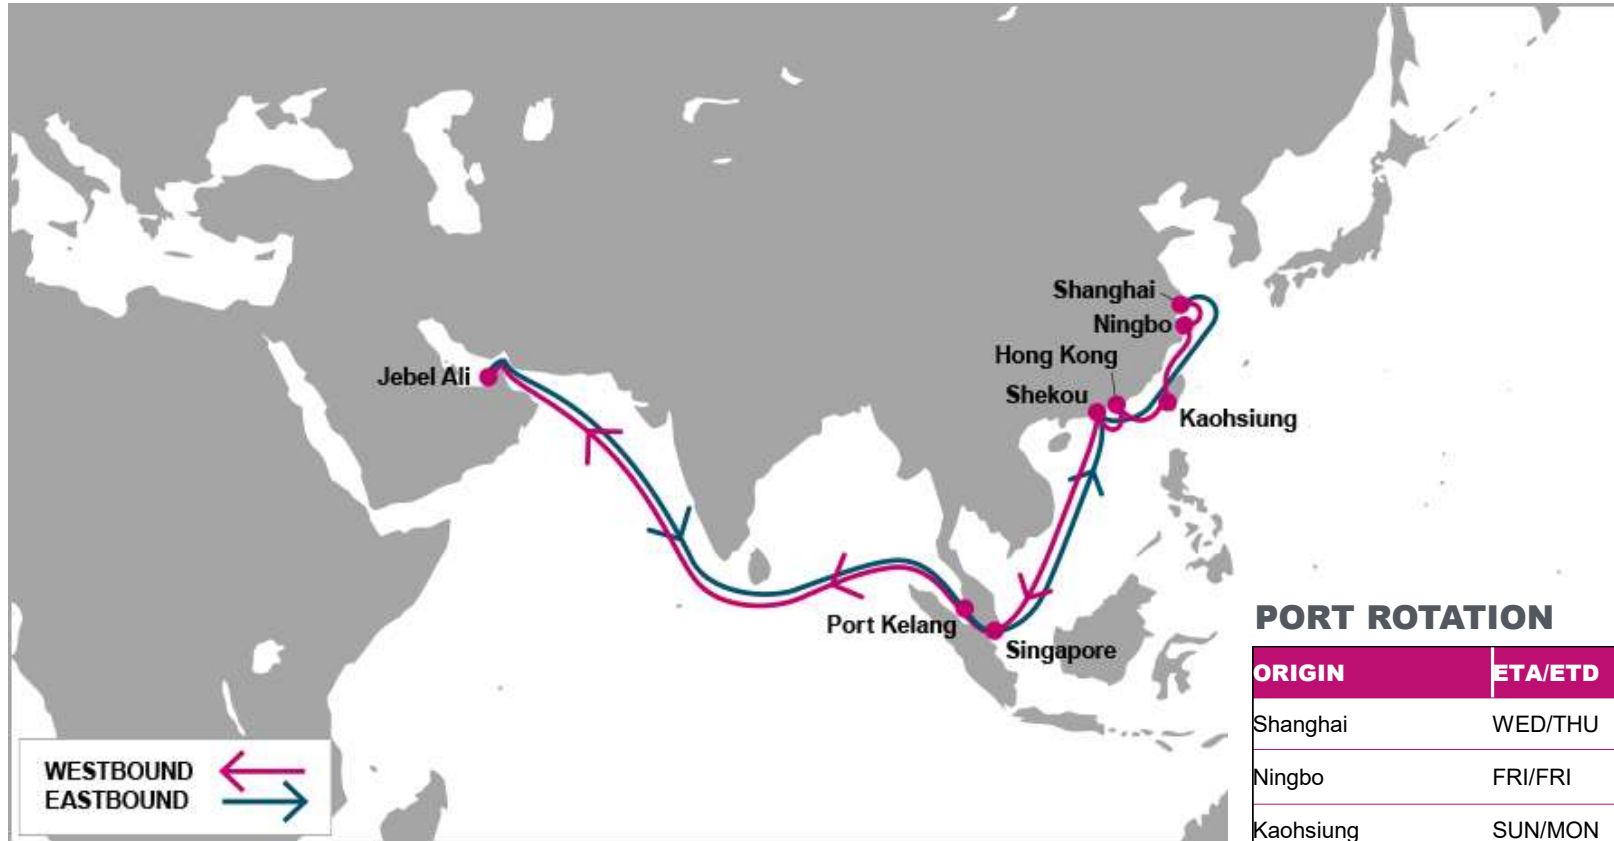 Shanghai
Ningbo
Hong Kong
Jebel Ali
Shekou
Kaohsiung
Port Kelang
Singapore
WESTBOUND
EASTBOUND
PORT ROTATION
ORIGIN ETA/ETD
Shanghai WED/THU
Ningbo FRI/FRI
Kaohsiung SUN/MON